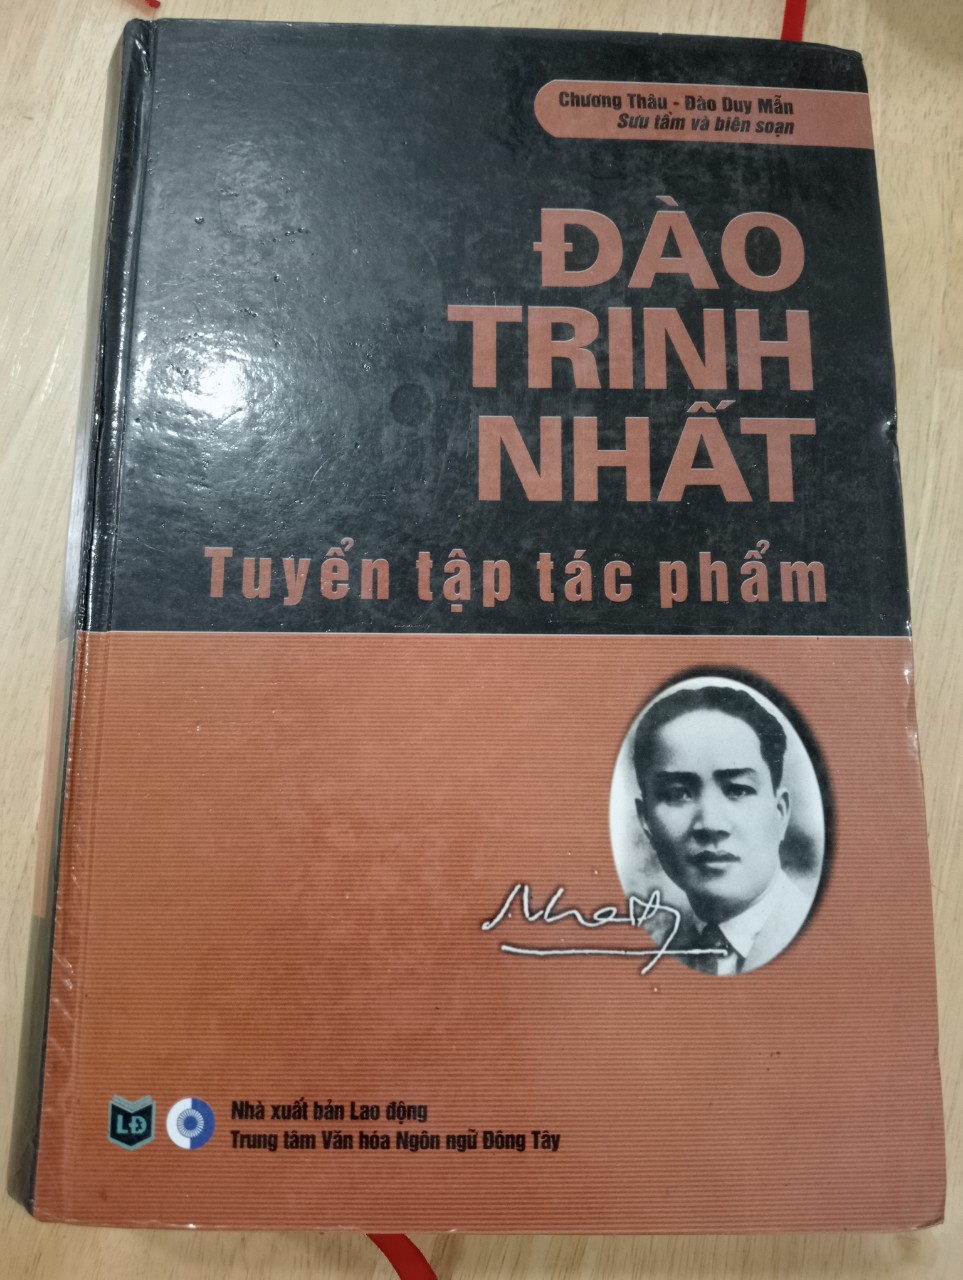 Chương Thâu - Đào Duy Mẫn
Sưu tầm và biên soạn
ĐÀO
TRINH
NHẤT
Tuyển tập tác phẩm
LĐ
Nhà xuất bản Lao động
Trung tâm Văn hóa Ngôn ngữ Đông Tây